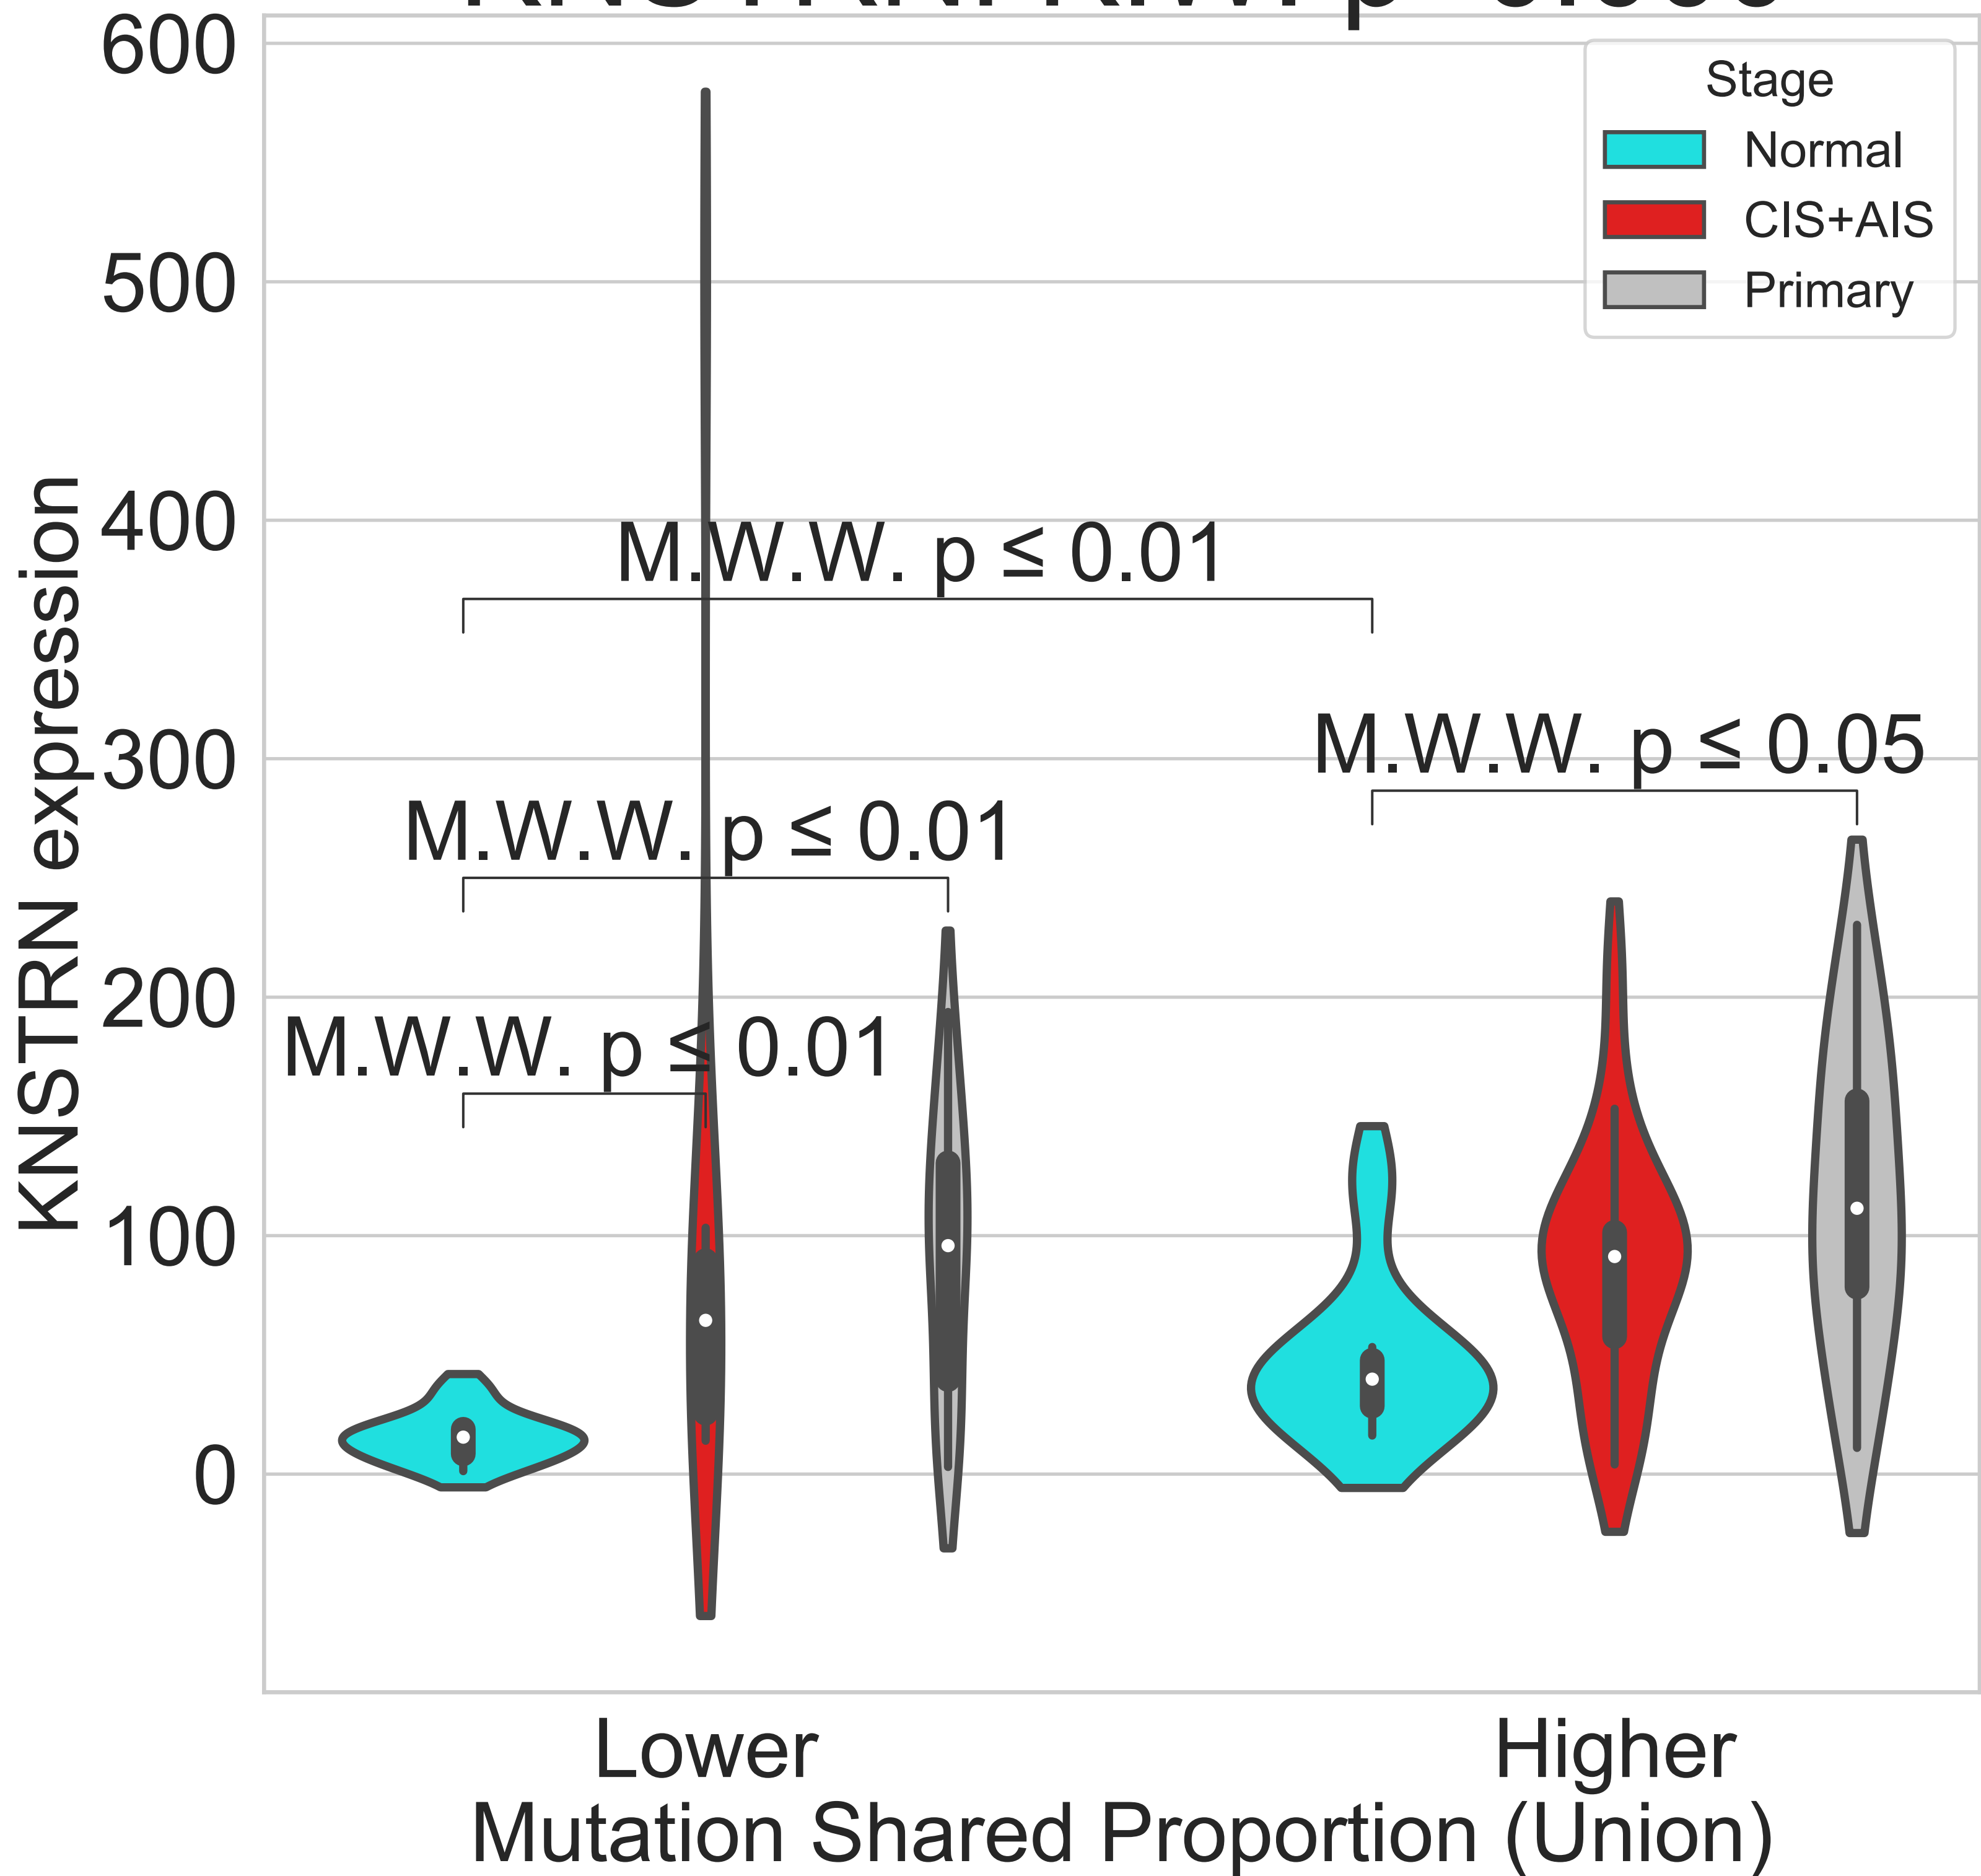 600
500
400
300
200
100
0
KNSTRN expression
Stage
Normal
CIS+AIS
Primary
M.W.W. p ≤ 0.01
M.W.W. p ≤ 0.05
M.W.W. p ≤ 0.01
M.W.W. p ≤ 0.01
Lower
Higher
Mutation Shared Proportion (Union)